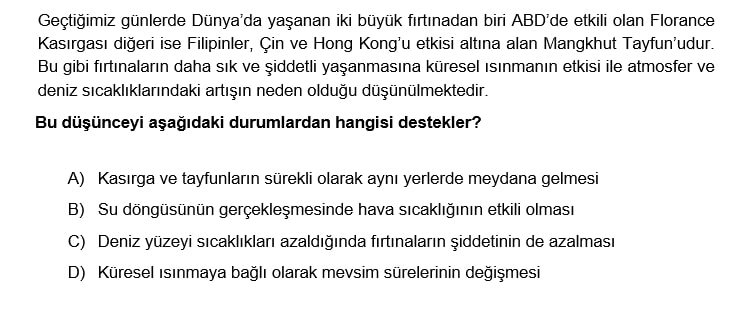 Geçtiğimiz günlerde Dünya’da yaşanan iki büyük fırtınadan biri ABD’de etkili olan Florance
Kasırgası diğeri ise Filipinler, Çin ve Hong Kong’u etkisi altına alan Mangkhut Tayfun’udur.
Bu gibi fırtınaların daha sık ve şiddetli yaşanmasına küresel ısınmanın etkisi ile atmosfer ve
deniz sıcaklıklarındaki artışın neden olduğu düşünülmektedir.
Bu düşünceyi aşağıdaki durumlardan hangisi destekler?
A) Kasırga ve tayfunların sürekli olarak aynı yerlerde meydana gelmesi
B) Su döngüsünün gerçekleşmesinde hava sıcaklığının etkili olması
C) Deniz yüzeyi sıcaklıkları azaldığında fırtınaların şiddetinin de azalması
D) Küresel ısınmaya bağlı olarak mevsim sürelerinin değişmesi